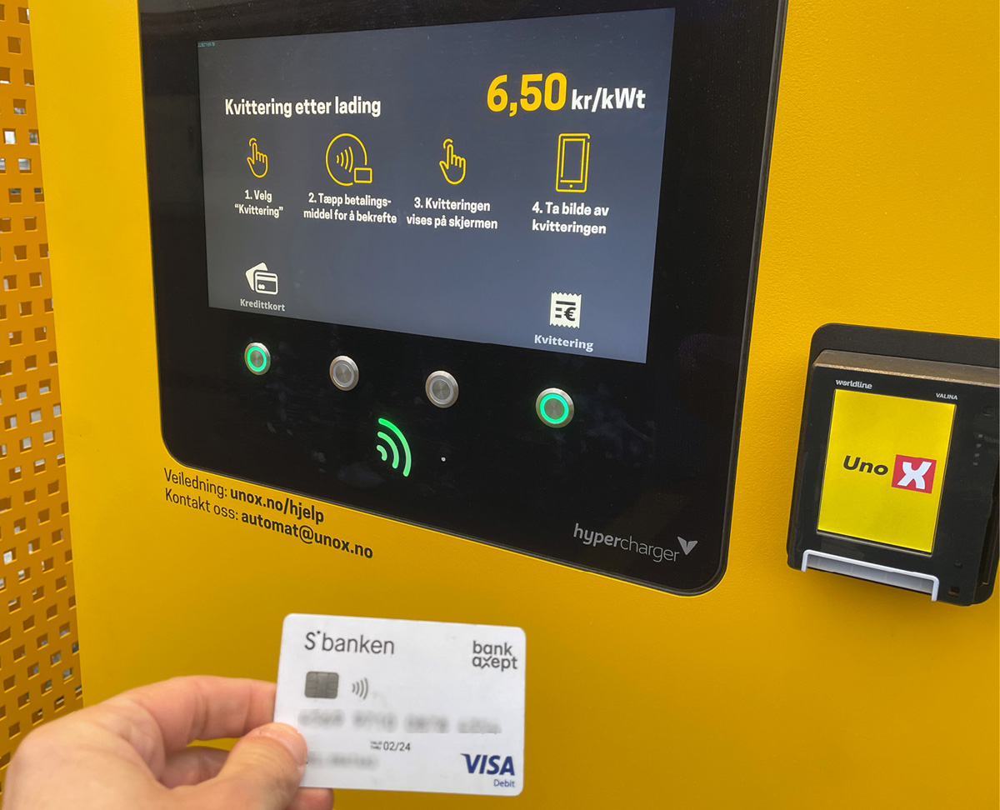 Kvittering etter lading
6,50 kr/kWt
1. Velg
“Kvittering”
2. Tæpp betalings-
middel for å bekrefte
3. Kvitteringen
vises på skjermen
4. Ta bilde av
kvitteringen
Kredittkort
Kvittering
Veiledning: unox.no/hjelp
Kontakt oss: automat@unox.no
hypercharger
worldline
VALINA
Uno X
S'banken
bank
axept
02/24
VISA
Debit